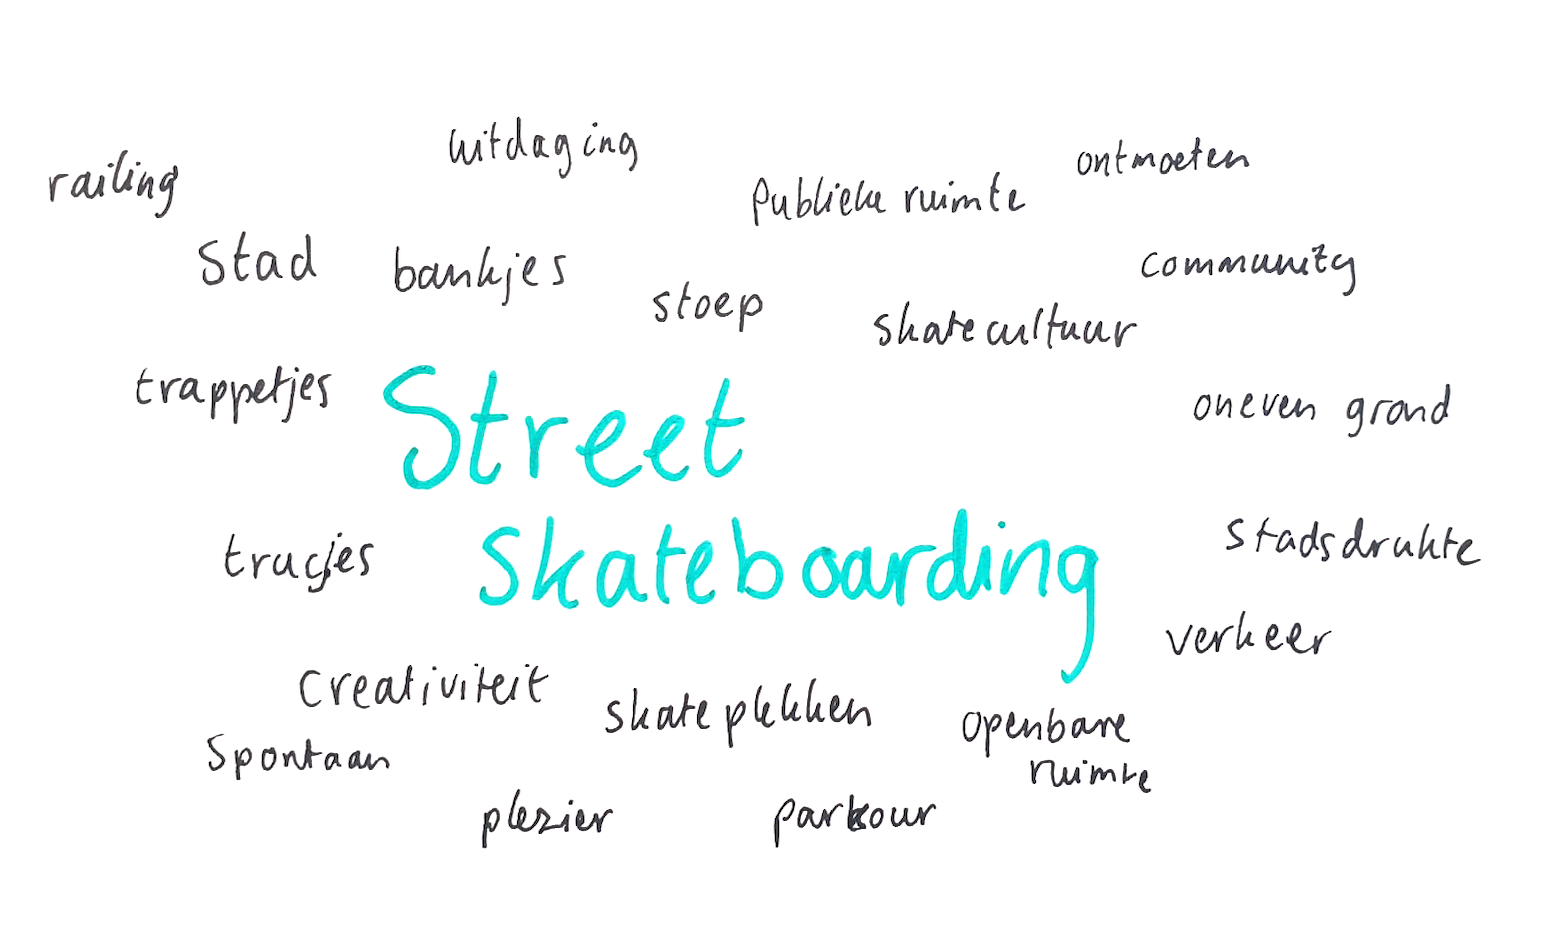 railing
uitdaging
ontmoeten
Publieke ruimte
Stad
bankjes
community
stoep
skatecultuur
trappetjes
oneven grond
Street
Skateboarding
trucjes
Stadsdrukte
verkeer
Creativiteit
skateplekken
openbare
ruimte
Spontaan
plezier
parkour